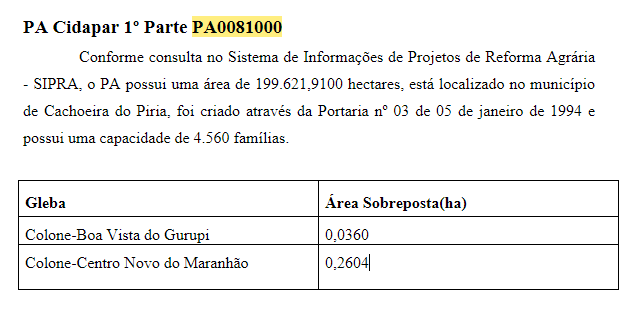 PA Cidapar 1º Parte PA0081000
Conforme consulta no Sistema de Informações de Projetos de Reforma Agrária
- SIPRA, o PA possui uma área de 199.621,9100 hectares, está localizado no município
de Cachoeira do Piria, foi criado através da Portaria nº 03 de 05 de janeiro de 1994 e
possui uma capacidade de 4.560 famílias.
Gleba Área Sobreposta(ha)
Colone-Boa Vista do Gurupi 0,0360
Colone-Centro Novo do Maranhão 0,2604